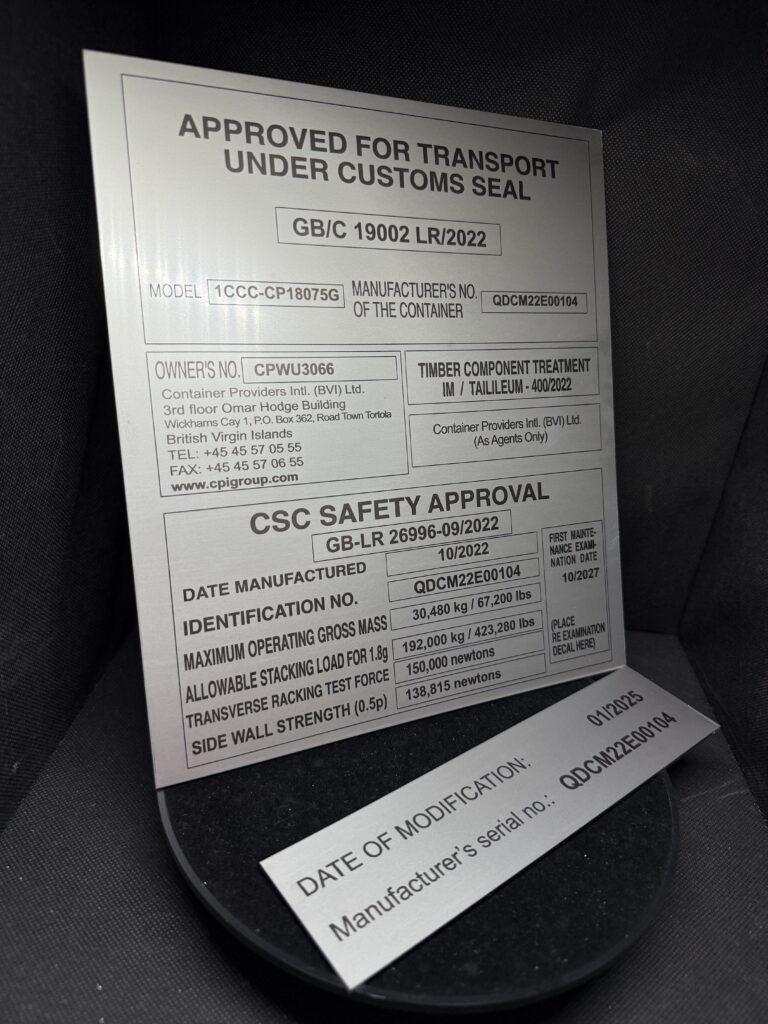 APPROVED FOR TRANSPORT
UNDER CUSTOMS SEAL
GB/C 19002 LR/2022
MODEL 1CCC-CP18075G
MANUFACTURER'S NO.
OF THE CONTAINER
QDCM22E00104
OWNER'S NO. CPWU3066
Container Providers Intl. (BVI) Ltd.
3rd floor Omar Hodge Building
Wickhams Cay 1, P.O. Box 362, Road Town Tortola
British Virgin Islands
TEL: +45 45 57 05 55
FAX: +45 45 57 06 55
www.cpigroup.com
TIMBER COMPONENT TREATMENT
IM / TAILILEUM - 400/2022
Container Providers Intl. (BVI) Ltd.
(As Agents Only)
CSC SAFETY APPROVAL
GB-LR 26996-09/2022
DATE MANUFACTURED 10/2022
IDENTIFICATION NO. QDCM22E00104
MAXIMUM OPERATING GROSS MASS 30,480 kg / 67,200 lbs
ALLOWABLE STACKING LOAD FOR 1.8g 192,000 kg / 423,280 lbs
TRANSVERSE RACKING TEST FORCE 150,000 newtons
SIDE WALL STRENGTH (0.5p) 138,815 newtons
FIRST MAINTE-
NANCE EXAMI-
NATION DATE
10/2027
(PLACE
RE EXAMINATION
DECAL HERE)
DATE OF MODIFICATION: 01/2025
Manufacturer's serial no.: QDCM22E00104